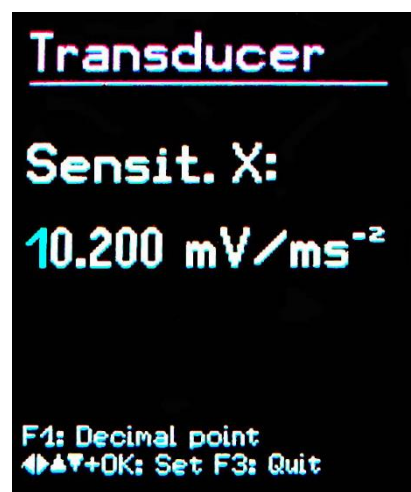 Transducer
Sensit. X:
10.200 mV/ms⁻²
F1: Decimal point
◀▶▲▼+OK: Set F3: Quit